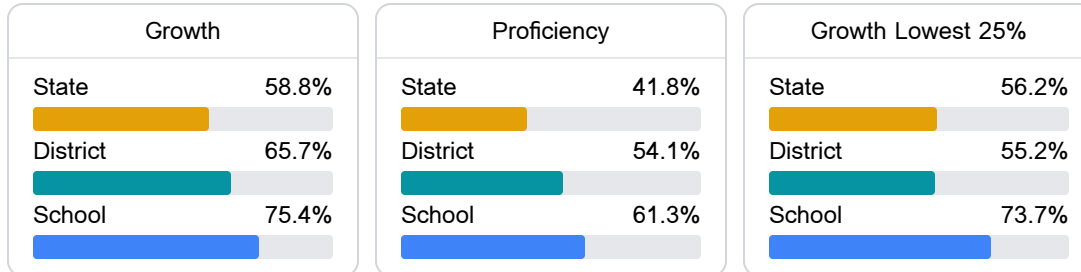 Growth
State 58.8%
District 65.7%
School 75.4%
Proficiency
State 41.8%
District 54.1%
School 61.3%
Growth Lowest 25%
State 56.2%
District 55.2%
School 73.7%